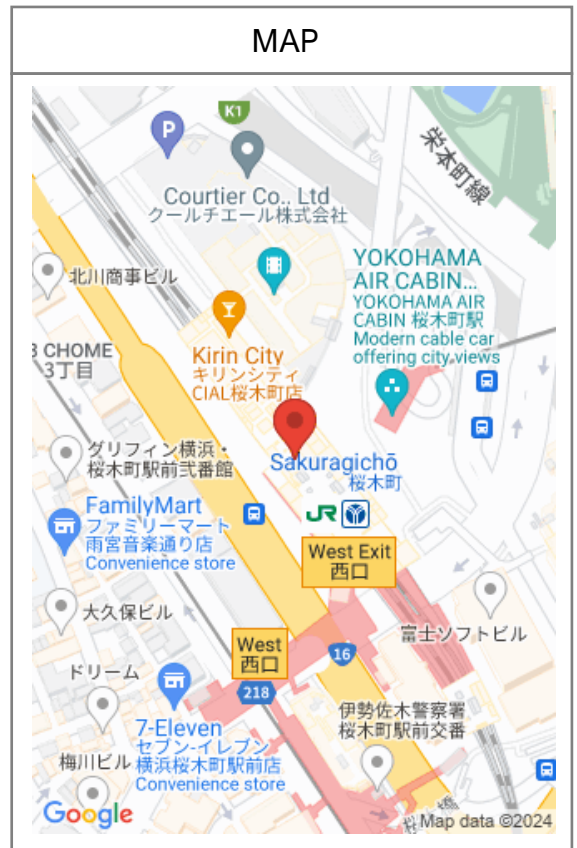 MAP
K1
P
栄本町線
Courtier Co., Ltd
クールチエール株式会社
北川商事ビル
YOKOHAMA
AIR CABIN...
YOKOHAMA AIR
CABIN 桜木町駅
Modern cable car
offering city views
3 CHOME
3丁目
Kirin City
キリンシティ
CIAL桜木町店
グリフィン横浜・
桜木町駅前弐番館
Sakuragichō
桜木町
FamilyMart
ファミリーマート
雨宮音楽通り店
Convenience store
JR
West Exit
西口
大久保ビル
富士ソフトビル
West
西口
16
ドリーム
218
伊勢佐木警察署
桜木町駅前交番
7-Eleven
セブン-イレブン
横浜桜木町駅前店
Convenience store
梅川ビル
Google
Map data ©2024